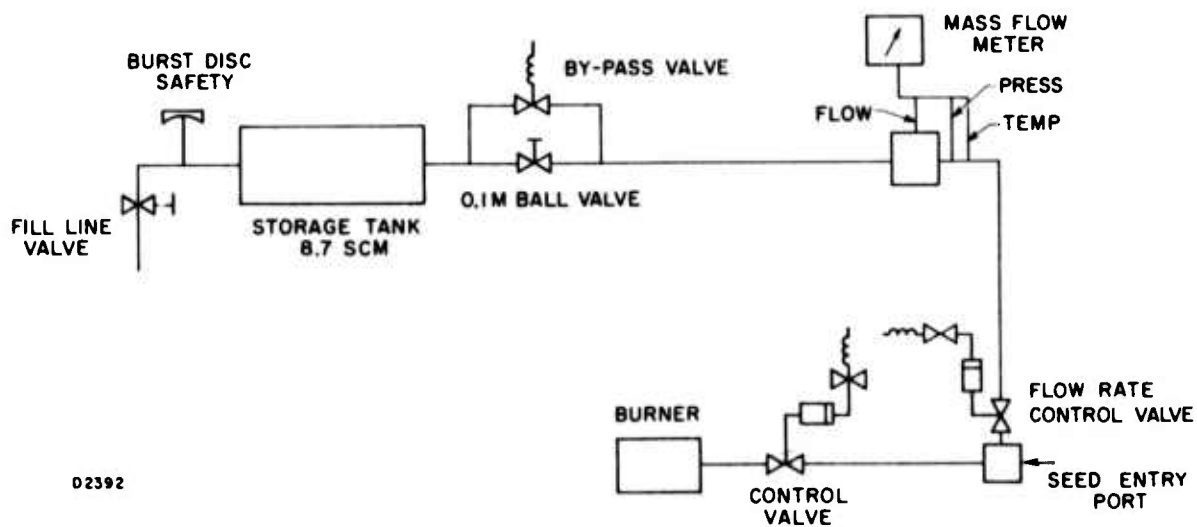 MASS FLOW
METER
BURST DISC
SAFETY
BY-PASS VALVE
PRESS
FLOW
TEMP
0.1M BALL VALVE
FILL LINE
VALVE
STORAGE TANK
8.7 SCM
BURNER
FLOW RATE
CONTROL VALVE
D2392
CONTROL
VALVE
SEED ENTRY
PORT